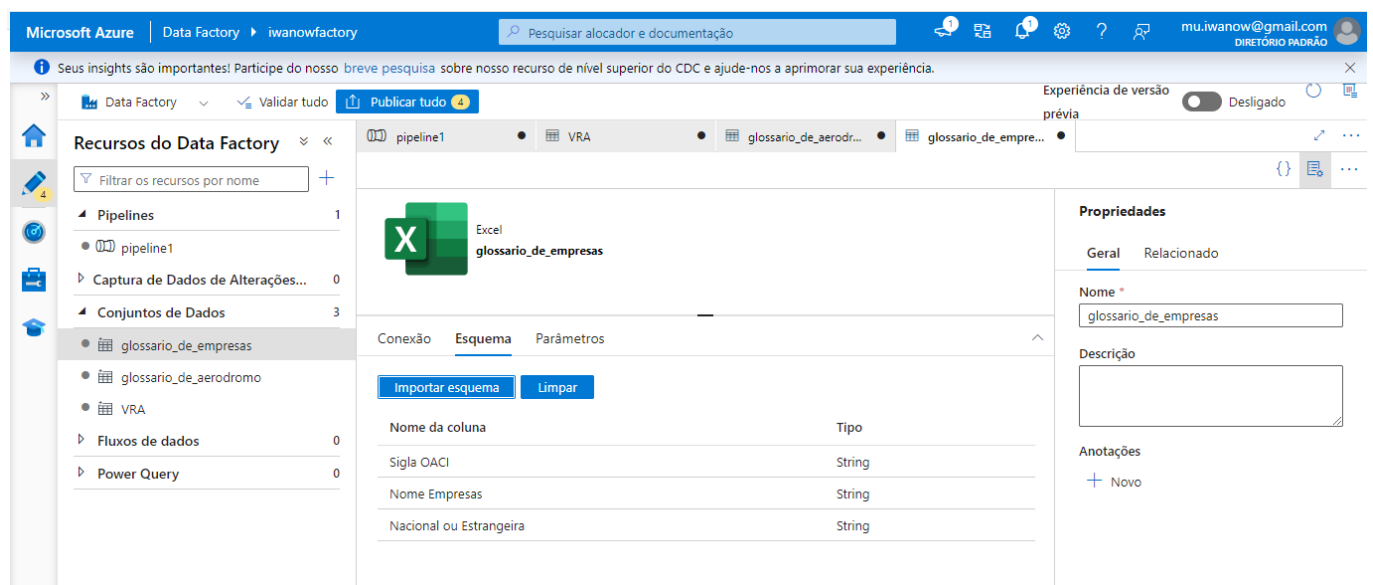 Microsoft Azure | Data Factory iwanowfactory
Pesquisar alocador e documentação
1
1
mu.iwanow@gmail.com
DIRETÓRIO PADRÃO
Seus insights são importantes! Participe do nosso breve pesquisa sobre nosso recurso de nível superior do CDC e ajude-nos a aprimorar sua experiência.
Data Factory
Validar tudo
Publicar tudo 4
Experiência de versão prévia
Desligado
4
Recursos do Data Factory
Filtrar os recursos por nome
Pipelines 1
pipeline1
Captura de Dados de Alterações... 0
Conjuntos de Dados 3
glossario_de_empresas
glossario_de_aerodromo
VRA
Fluxos de dados 0
Power Query 0
pipeline1
VRA
glossario_de_aerodr...
glossario_de_empre...
X
Excel
glossario_de_empresas
Conexão Esquema Parâmetros
Importar esquema Limpar
Nome da coluna Tipo
Sigla OACI String
Nome Empresas String
Nacional ou Estrangeira String
Propriedades
Geral Relacionado
Nome *
glossario_de_empresas
Descrição
Anotações
+ Novo